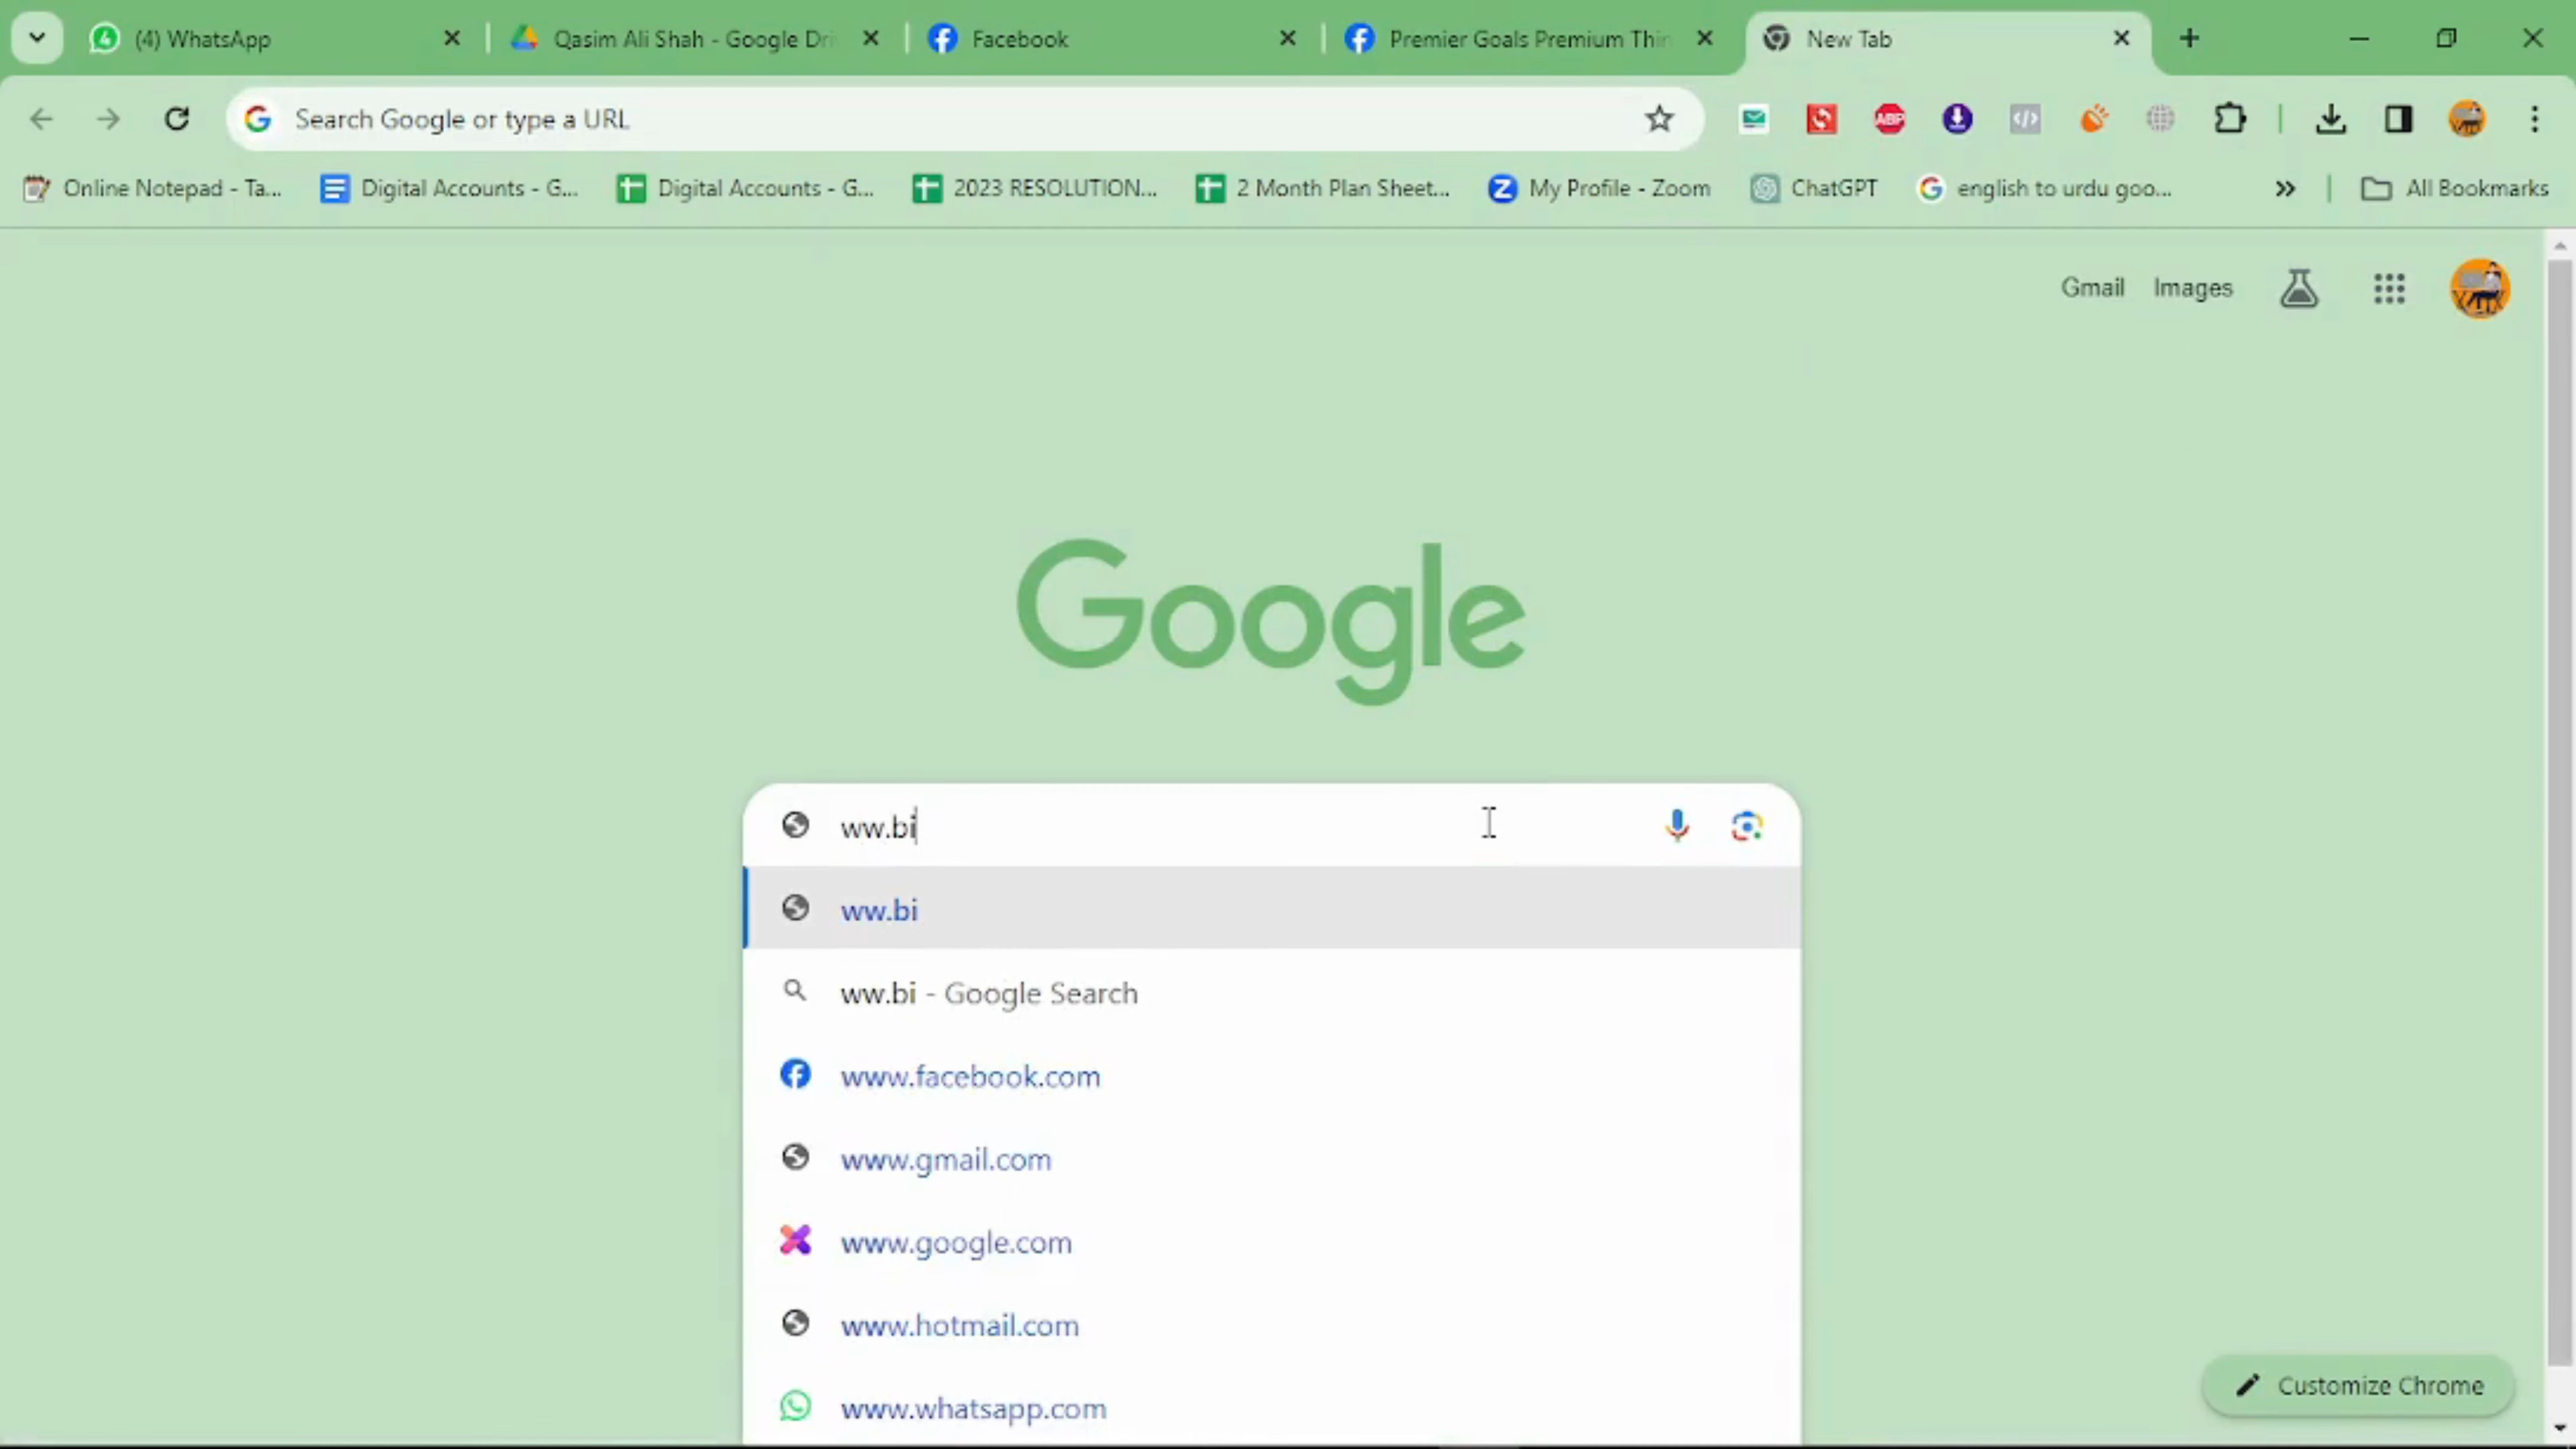 (4) WhatsApp
Qasim Ali Shah - Google Dri
Facebook
Premier Goals Premium Thin
New Tab
Search Google or type a URL
ABP
Online Notepad - Ta...
Digital Accounts - G...
Digital Accounts - G...
2023 RESOLUTION...
2 Month Plan Sheet...
My Profile - Zoom
ChatGPT
english to urdu goo...
All Bookmarks
Gmail
Images
Google
ww.bi
ww.bi
ww.bi - Google Search
www.facebook.com
www.gmail.com
www.google.com
www.hotmail.com
www.whatsapp.com
Customize Chrome